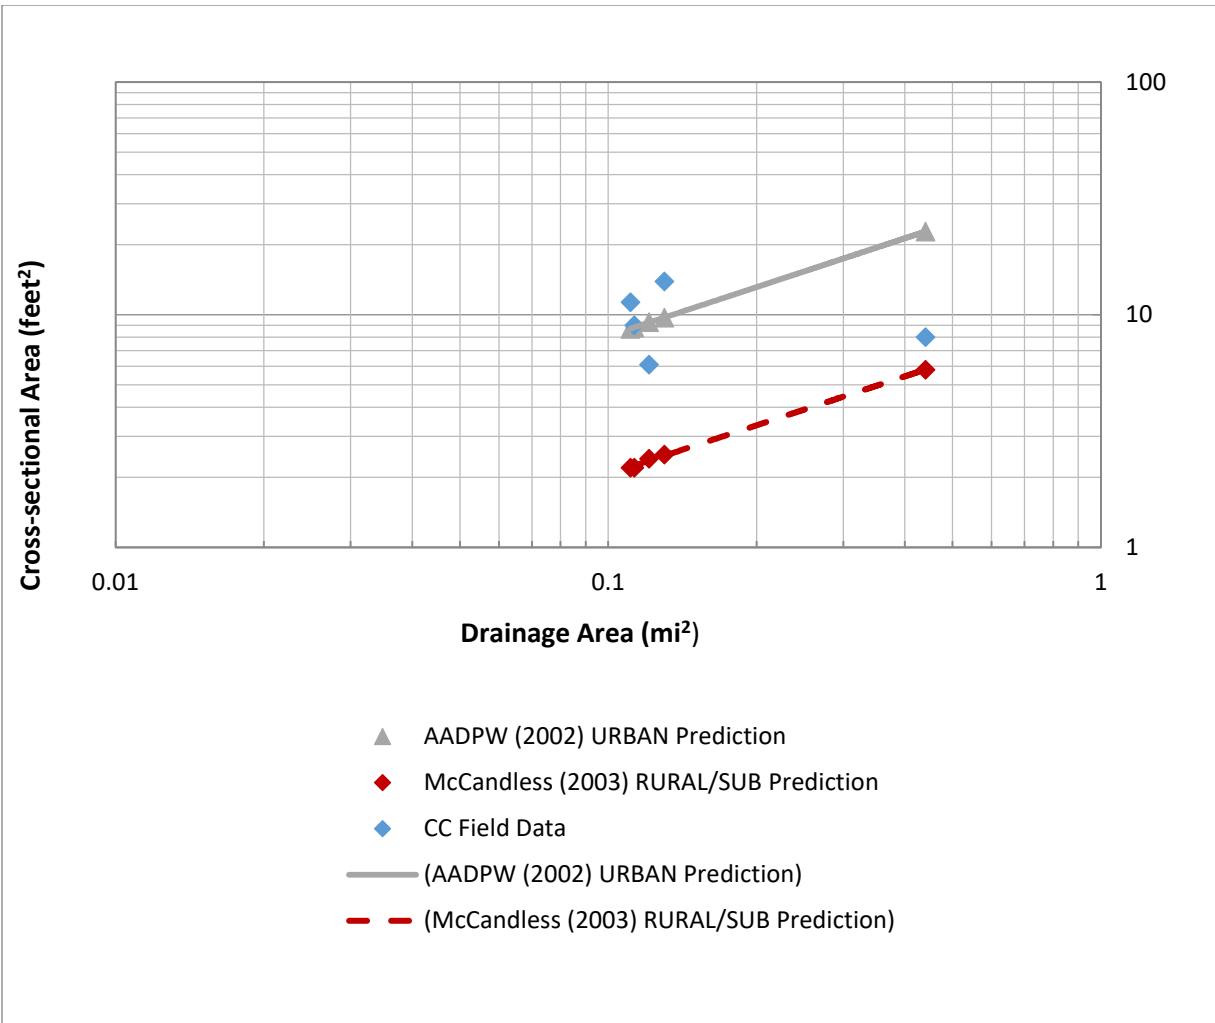 100
10
1
Cross-sectional Area (feet²)
0.01 0.1 1
Drainage Area (mi²)
AADPW (2002) URBAN Prediction
McCandless (2003) RURAL/SUB Prediction
CC Field Data
(AADPW (2002) URBAN Prediction)
(McCandless (2003) RURAL/SUB Prediction)